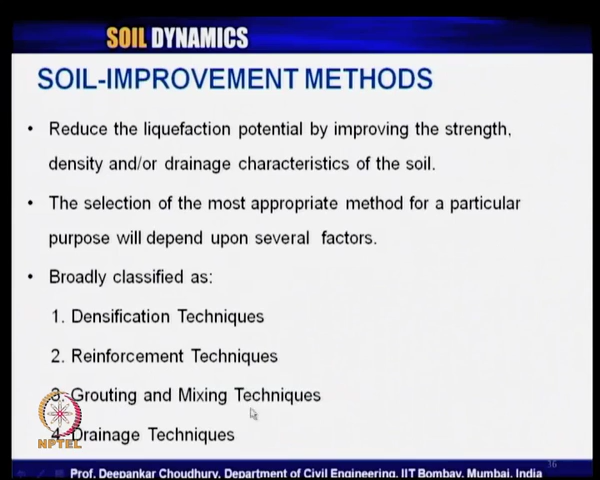 SOIL DYNAMICS
SOIL-IMPROVEMENT METHODS
• Reduce the liquefaction potential by improving the strength,
density and/or drainage characteristics of the soil.
• The selection of the most appropriate method for a particular
purpose will depend upon several factors.
• Broadly classified as:
1. Densification Techniques
2. Reinforcement Techniques
3. Grouting and Mixing Techniques
4. Drainage Techniques
NPTEL
16
Prof. Deepankar Choudhury, Department of Civil Engineering, IIT Bombay, Mumbai, India